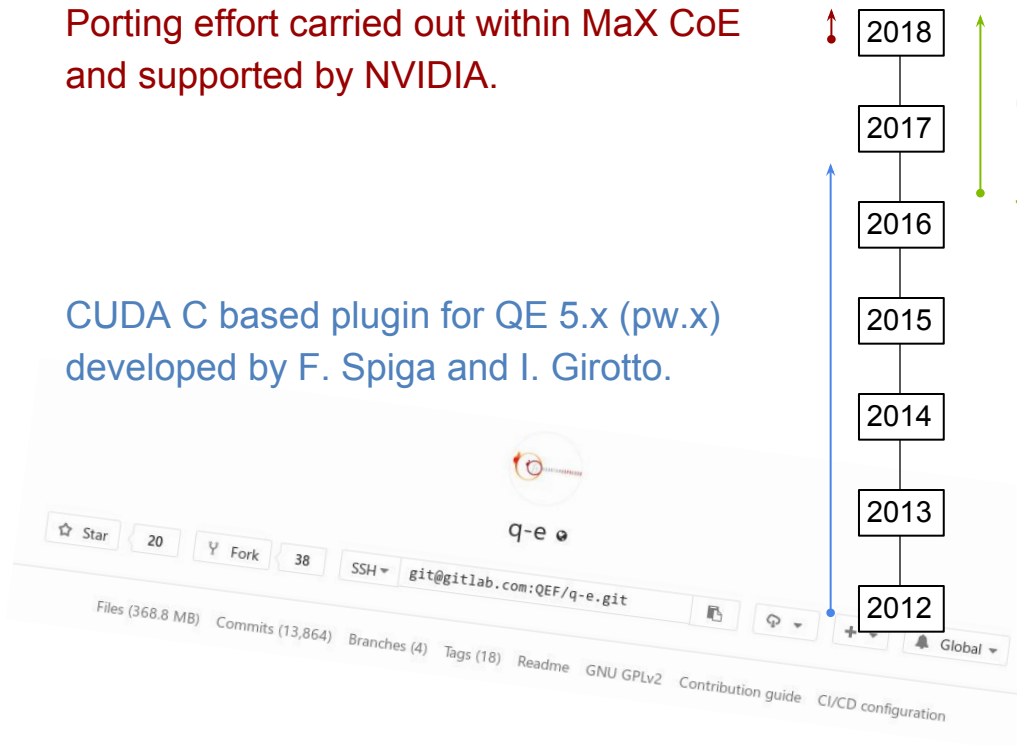 Porting effort carried out within MaX CoE
and supported by NVIDIA.
2018
2017
2016
2015
CUDA C based plugin for QE 5.x (pw.x)
developed by F. Spiga and I. Girotto.
2014
2013
2012
q-e
Star 20 Fork 38 SSH git@gitlab.com:QEF/q-e.git Global
Files (368.8 MB) Commits (13,864) Branches (4) Tags (18) Readme GNU GPLv2 Contribution guide CI/CD configuration